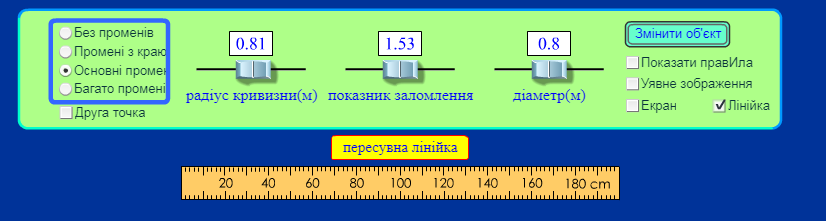 Без променів
Промені з краю
Основні промен
Багато промені
Друга точка
0.81
радіус кривизни(м)
1.53
показник заломлення
0.8
діаметр(м)
Змінити об'єкт
Показати правИла
Уявне зображення
Екран
Лінійка
пересувна лінійка
20 40 60 80 100 120 140 160 180 cm